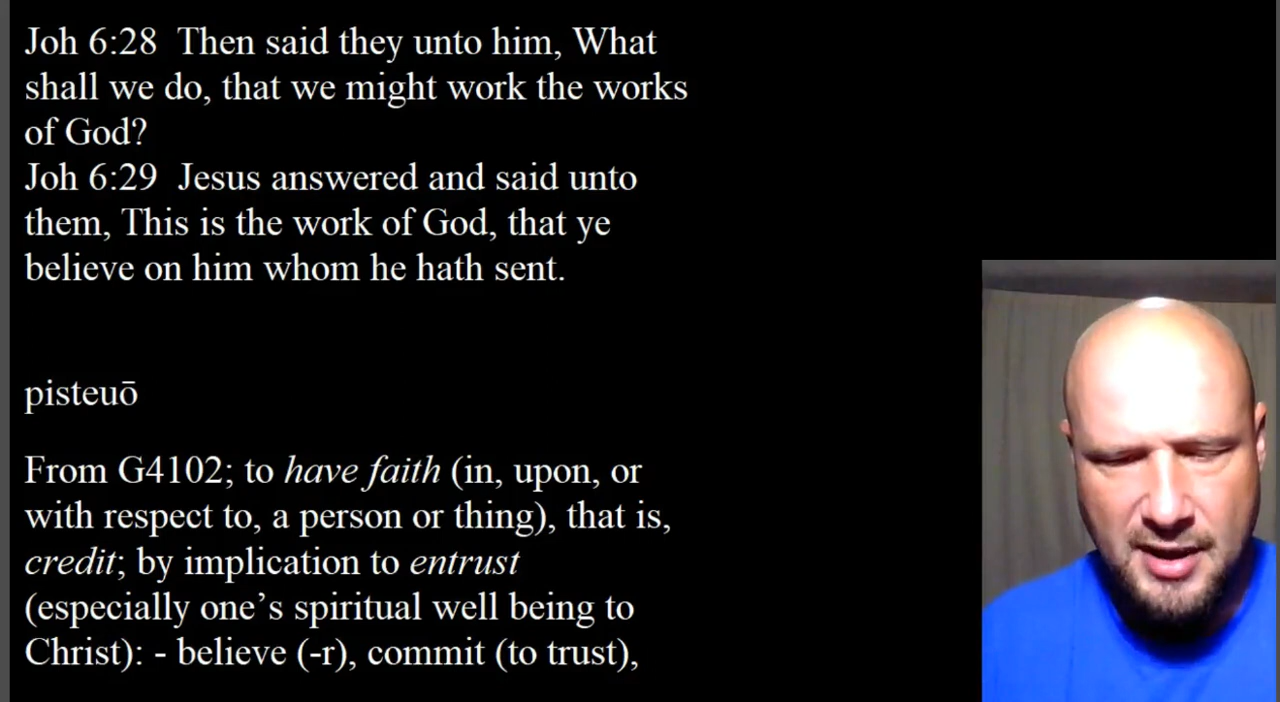 Joh 6:28  Then said they unto him, What
shall we do, that we might work the works
of God?
Joh 6:29  Jesus answered and said unto
them, This is the work of God, that ye
believe on him whom he hath sent.
pisteuō
From G4102; to have faith (in, upon, or
with respect to, a person or thing), that is,
credit; by implication to entrust
(especially one’s spiritual well being to
Christ): - believe (-r), commit (to trust),